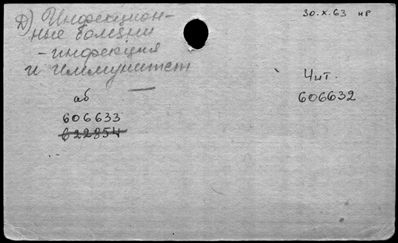 Д) Инфекцион-
ные болезни
- инфекция
и иммунитет
аб
606633
622854
30.X.63 нр
Чит.
606632